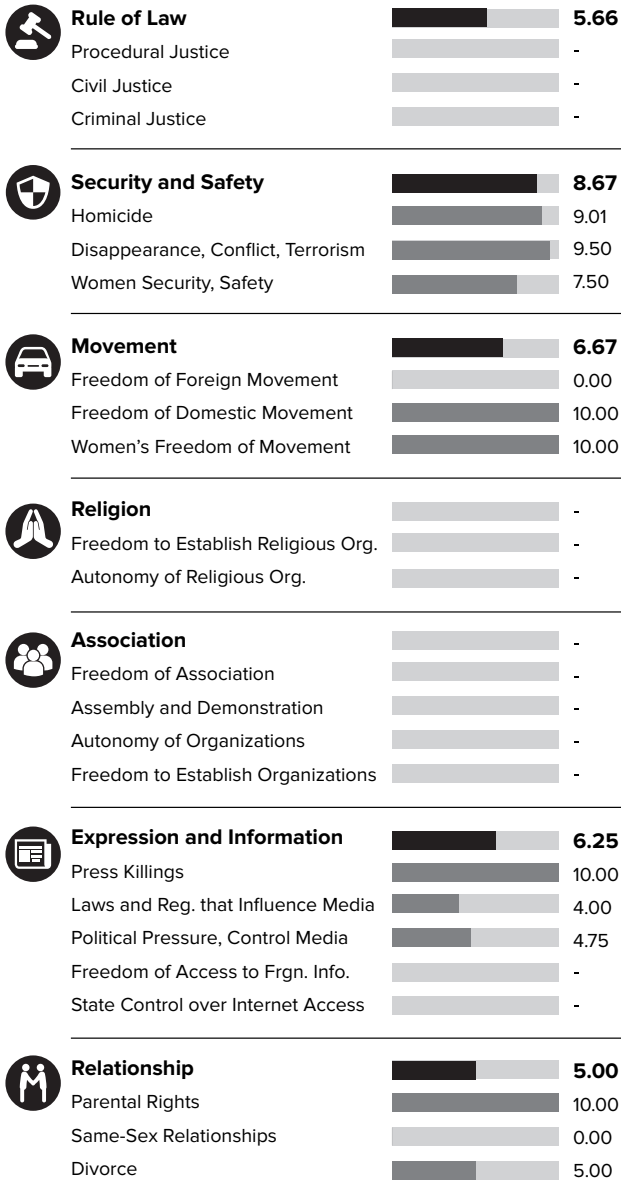 Rule of Law 5.66
Procedural Justice -
Civil Justice -
Criminal Justice -
Security and Safety 8.67
Homicide 9.01
Disappearance, Conflict, Terrorism 9.50
Women Security, Safety 7.50
Movement 6.67
Freedom of Foreign Movement 0.00
Freedom of Domestic Movement 10.00
Women’s Freedom of Movement 10.00
Religion -
Freedom to Establish Religious Org. -
Autonomy of Religious Org. -
Association -
Freedom of Association -
Assembly and Demonstration -
Autonomy of Organizations -
Freedom to Establish Organizations -
Expression and Information 6.25
Press Killings 10.00
Laws and Reg. that Influence Media 4.00
Political Pressure, Control Media 4.75
Freedom of Access to Frgn. Info. -
State Control over Internet Access -
Relationship 5.00
Parental Rights 10.00
Same-Sex Relationships 0.00
Divorce 5.00